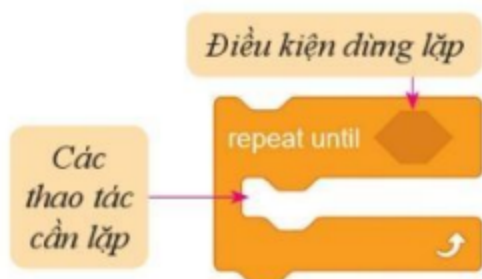 Điều kiện dừng lặp
repeat until
Các
thao tác
cần lặp